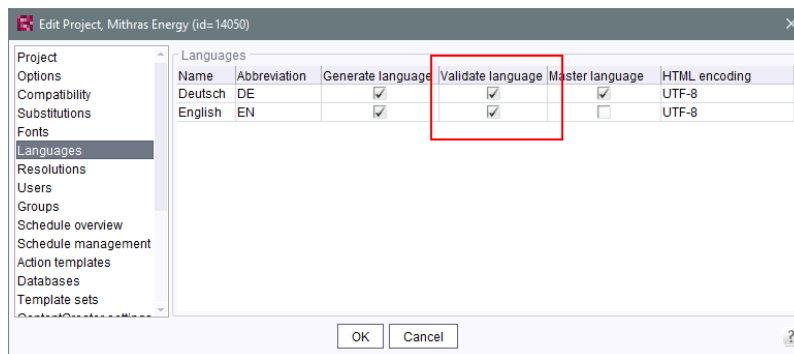 Edit Project, Mithras Energy (id=14050)
Project
Options
Compatibility
Substitutions
Fonts
Languages
Resolutions
Users
Groups
Schedule overview
Schedule management
Action templates
Databases
Template sets
Languages
Name Abbreviation Generate language Validate language Master language HTML encoding
Deutsch DE UTF-8
English EN UTF-8
OK Cancel
?